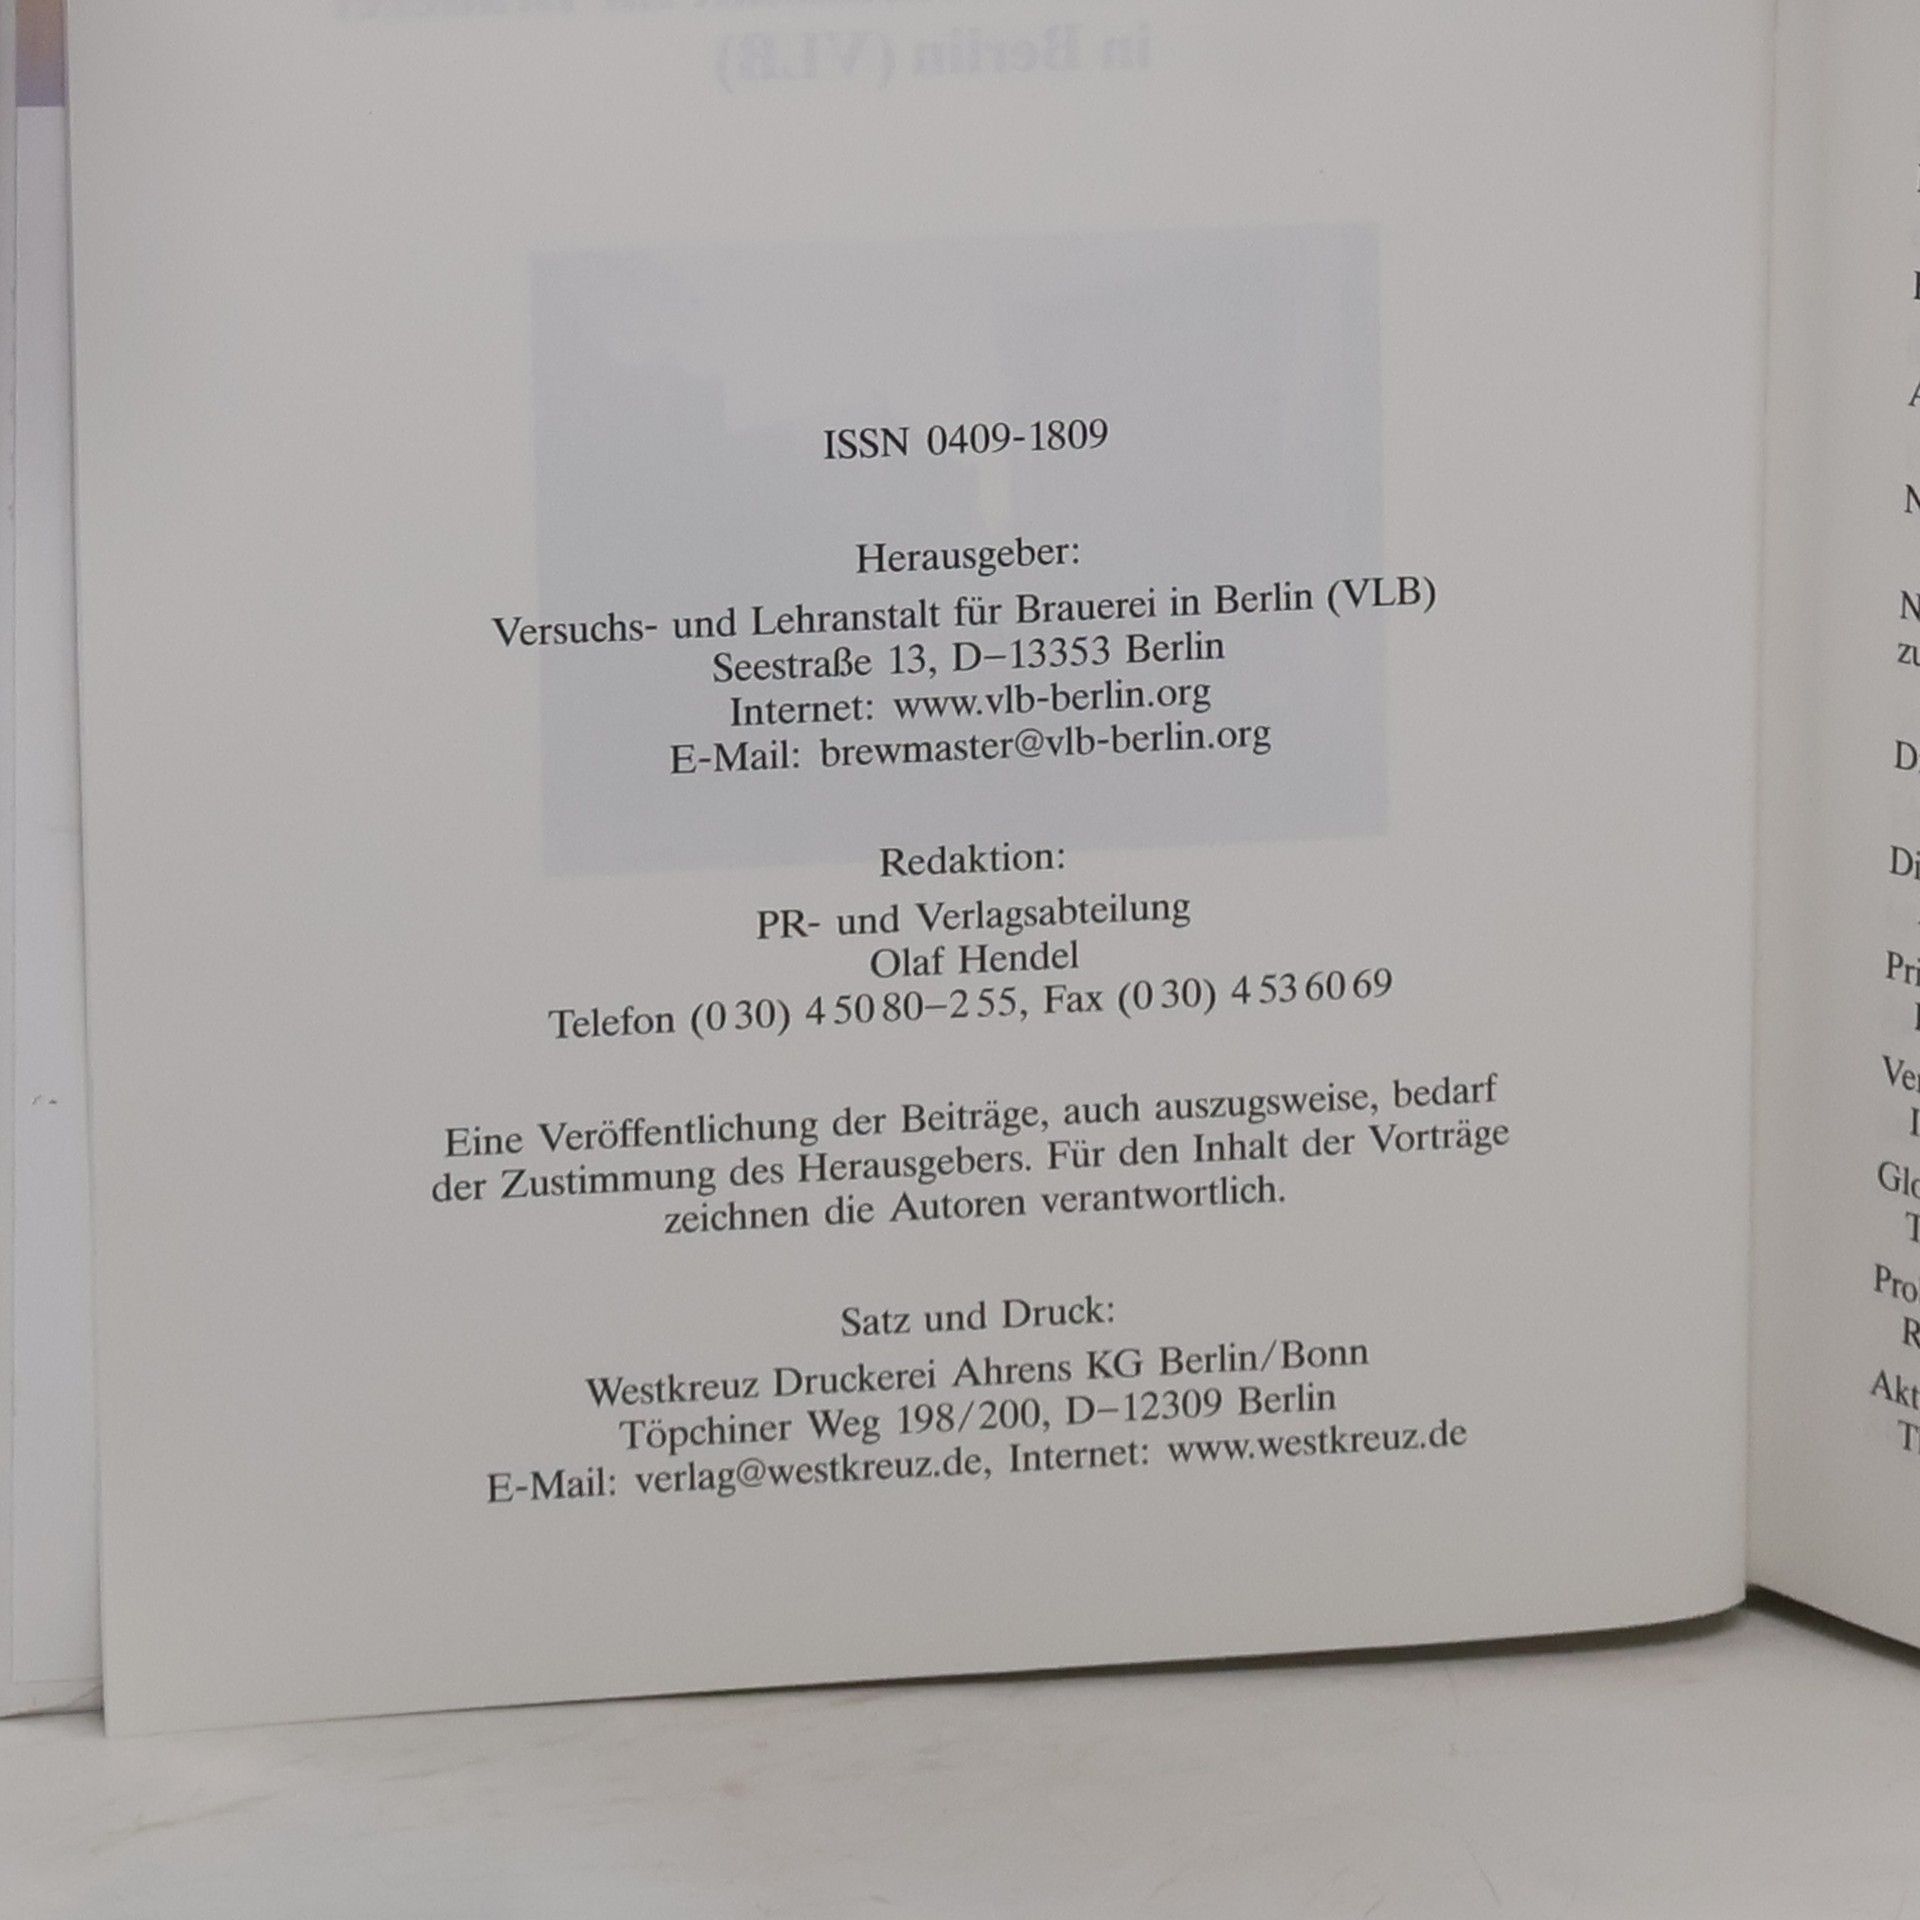 in Berlin (VLB)
ISSN 0409-1809
Herausgeber:
Versuchs- und Lehranstalt für Brauerei in Berlin (VLB)
Seestraße 13, D–13353 Berlin
Internet: www.vlb-berlin.org
E-Mail: brewmaster@vlb-berlin.org
Redaktion:
PR- und Verlagsabteilung
Olaf Hendel
Telefon (0 30) 4 50 80–2 55, Fax (0 30) 4 53 60 69
Eine Veröffentlichung der Beiträge, auch auszugsweise, bedarf
der Zustimmung des Herausgebers. Für den Inhalt der Vorträge
zeichnen die Autoren verantwortlich.
Satz und Druck:
Westkreuz Druckerei Ahrens KG Berlin/Bonn
Töpchiner Weg 198/200, D–12309 Berlin
E-Mail: verlag@westkreuz.de, Internet: www.westkreuz.de